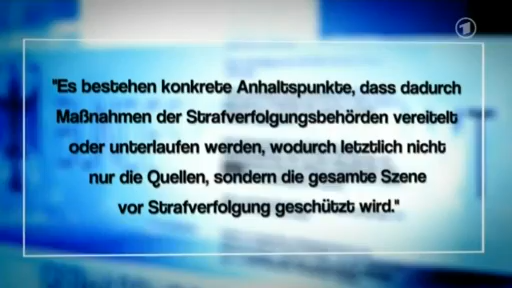 "Es bestehen konkrete Anhaltspunkte, dass dadurch
Maßnahmen der Strafverfolgungsbehörden vereitelt
oder unterlaufen werden, wodurch letztlich nicht
nur die Quellen, sondern die gesamte Szene
vor Strafverfolgung geschützt wird."